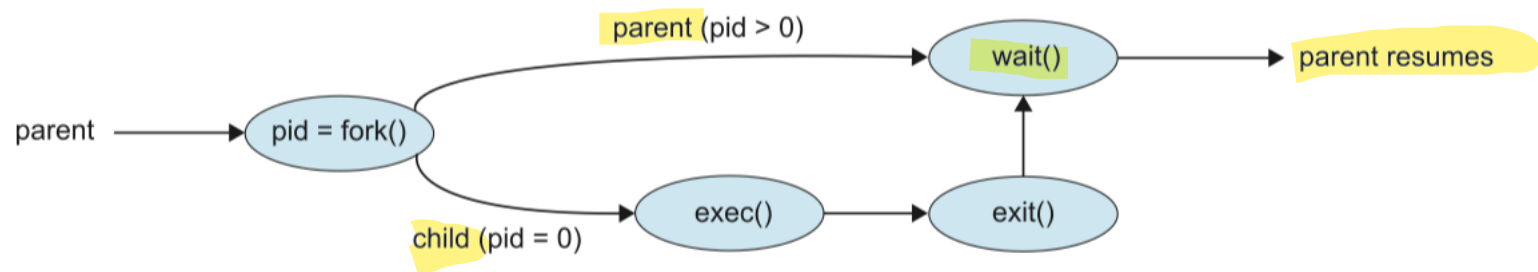 parent (pid > 0)
wait()
parent resumes
parent
pid = fork()
exec()
exit()
child (pid = 0)